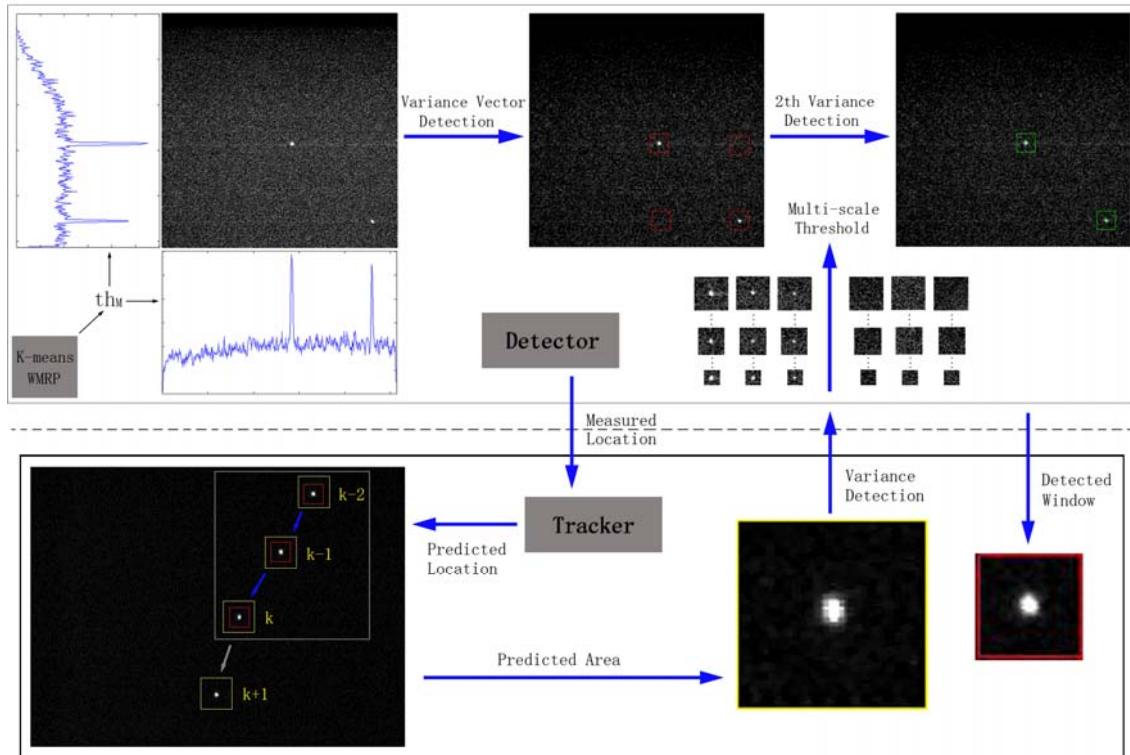 Variance Vector
Detection
2th Variance
Detection
Multi-scale
Threshold
thM
K-means
WMRP
Detector
Measured
Location
Variance
Detection
Detected
Window
k-2
k-1
k
k+1
Tracker
Predicted
Location
Predicted Area